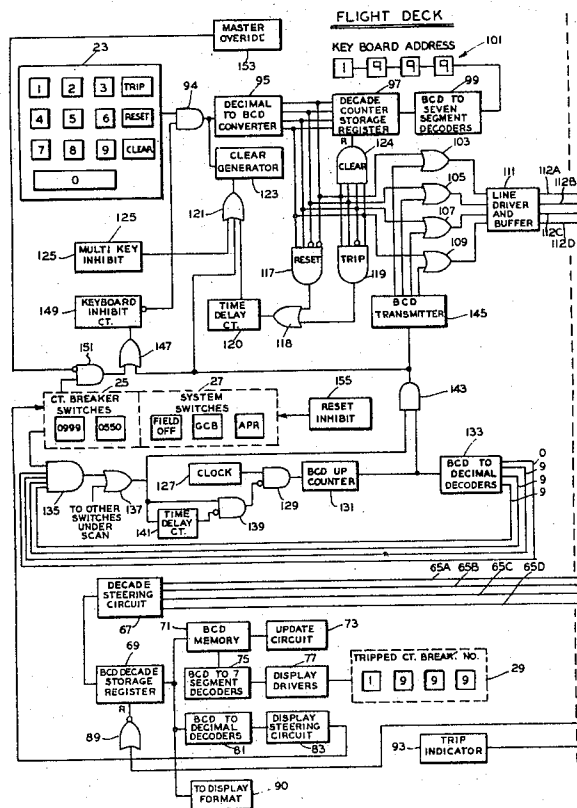 FLIGHT DECK
MASTER OVERRIDE
153
23
KEY BOARD ADDRESS
101
1 9 9 9
1 2 3 TRIP
4 5 6 RESET
7 8 9 CLEAR
0
94
95
DECIMAL TO BCD CONVERTER
97
DECADE COUNTER STORAGE REGISTER
99
BCD TO SEVEN SEGMENT DECODERS
R
CLEAR
124
103
105
107
109
111
LINE DRIVER AND BUFFER
112A
112B
112C
112D
CLEAR GENERATOR
123
121
125
MULTI KEY INHIBIT
125
RESET
117
TRIP
119
149
KEYBOARD INHIBIT CT.
TIME DELAY CT.
120
118
BCD TRANSMITTER
145
151
147
25
27
CT. BREAKER SWITCHES
0999 0550
SYSTEM SWITCHES
FIELD OFF GCB APR
155
RESET INHIBIT
143
135
137
TO OTHER SWITCHES UNDER SCAN
CLOCK
127
129
BCD UP COUNTER
131
133
BCD TO DECIMAL DECODERS
0
9
9
9
139
141
TIME DELAY CT.
65A
65B
65C
65D
DECADE STEERING CIRCUIT
67
71
BCD MEMORY
73
UPDATE CIRCUIT
69
BCD DECADE STORAGE REGISTER
R
75
BCD TO 7 SEGMENT DECODERS
77
DISPLAY DRIVERS
TRIPPED CT. BREAK. NO.
1 9 9 9
29
89
BCD TO DECIMAL DECODERS
81
DISPLAY STEERING CIRCUIT
83
93
TRIP INDICATOR
TO DISPLAY FORMAT
90